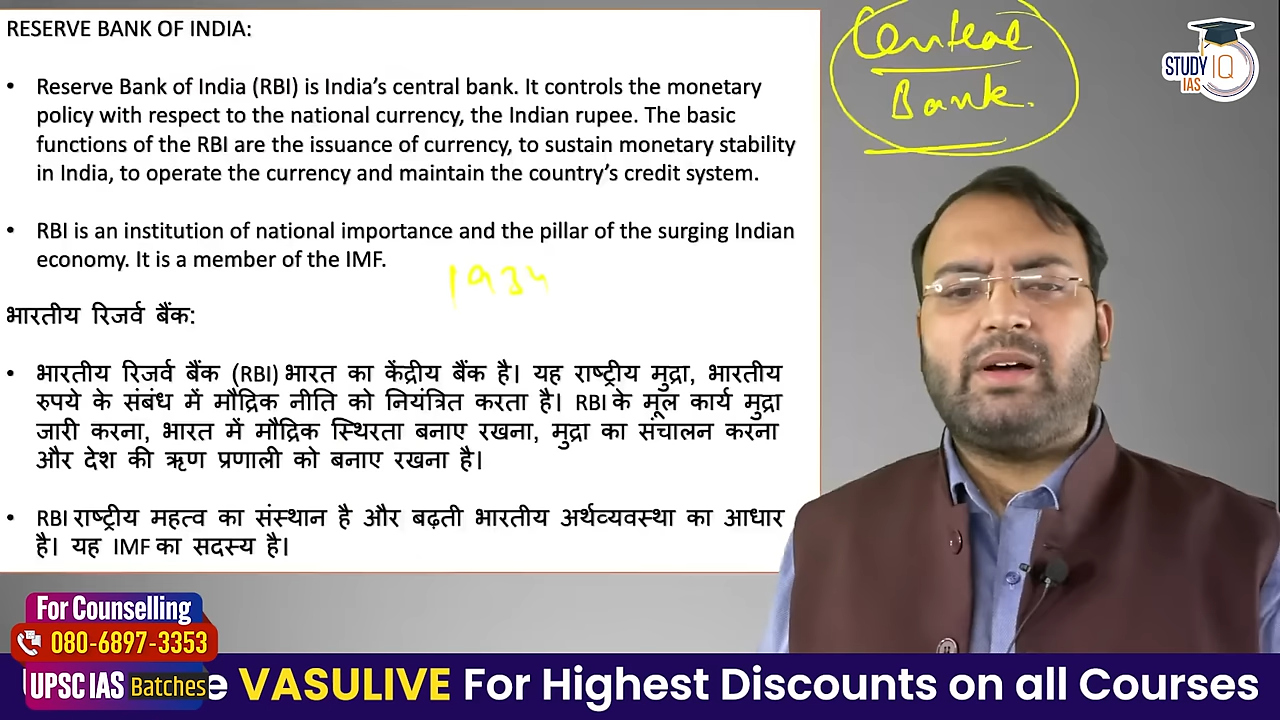 RESERVE BANK OF INDIA:
• Reserve Bank of India (RBI) is India’s central bank. It controls the monetary
policy with respect to the national currency, the Indian rupee. The basic
functions of the RBI are the issuance of currency, to sustain monetary stability
in India, to operate the currency and maintain the country’s credit system.
• RBI is an institution of national importance and the pillar of the surging Indian
economy. It is a member of the IMF.
1934
भारतीय रिजर्व बैंक:
• भारतीय रिजर्व बैंक (RBI) भारत का केंद्रीय बैंक है। यह राष्ट्रीय मुद्रा, भारतीय
रुपये के संबंध में मौद्रिक नीति को नियंत्रित करता है। RBI के मूल कार्य मुद्रा
जारी करना, भारत में मौद्रिक स्थिरता बनाए रखना, मुद्रा का संचालन करना
और देश की ऋण प्रणाली को बनाए रखना है।
• RBI राष्ट्रीय महत्व का संस्थान है और बढ़ती भारतीय अर्थव्यवस्था का आधार
है। यह IMF का सदस्य है।
Central
Bank.
STUDY IQ
IAS
For Counselling
080-6897-3353
UPSC IAS Batches
e VASULIVE For Highest Discounts on all Courses